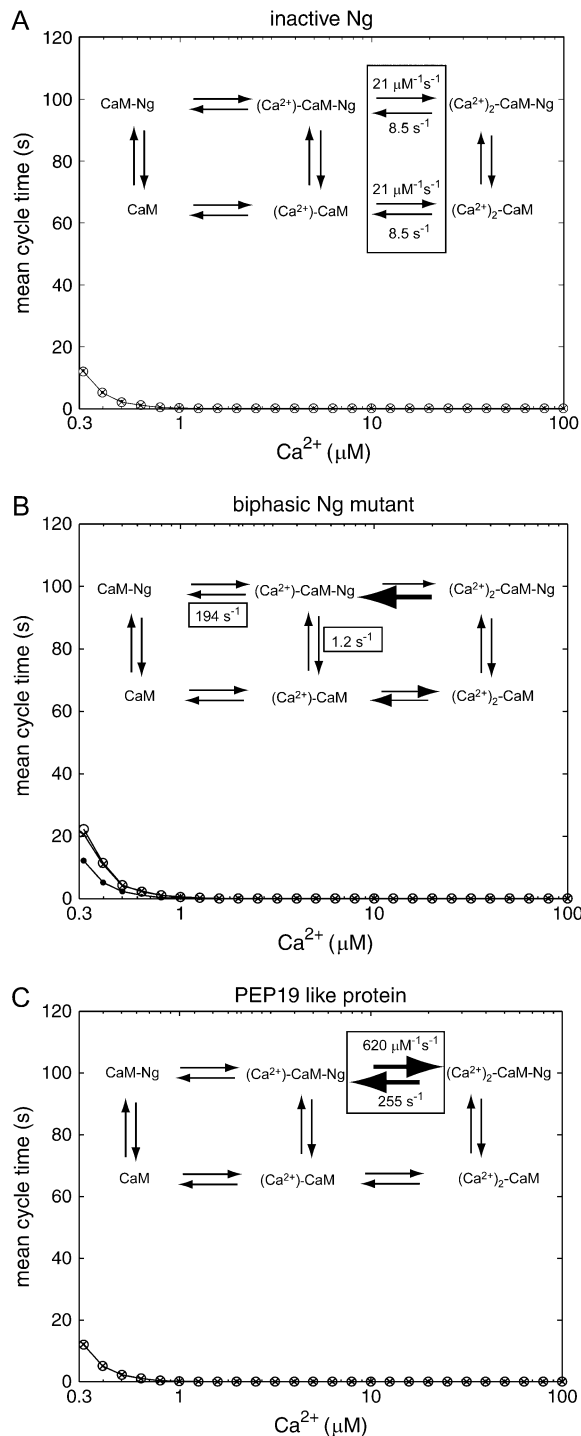 A
inactive Ng
mean cycle time (s)
120
100
80
60
40
20
0
CaM-Ng
(Ca²⁺)-CaM-Ng
21 μM⁻¹s⁻¹
8.5 s⁻¹
(Ca²⁺)₂-CaM-Ng
CaM
(Ca²⁺)-CaM
21 μM⁻¹s⁻¹
8.5 s⁻¹
(Ca²⁺)₂-CaM
0.3 1 10 100
Ca²⁺ (μM)
B
biphasic Ng mutant
mean cycle time (s)
120
100
80
60
40
20
0
CaM-Ng
194 s⁻¹
(Ca²⁺)-CaM-Ng
(Ca²⁺)₂-CaM-Ng
1.2 s⁻¹
CaM
(Ca²⁺)-CaM
(Ca²⁺)₂-CaM
0.3 1 10 100
Ca²⁺ (μM)
C
PEP19 like protein
mean cycle time (s)
120
100
80
60
40
20
0
CaM-Ng
(Ca²⁺)-CaM-Ng
620 μM⁻¹s⁻¹
255 s⁻¹
(Ca²⁺)₂-CaM-Ng
CaM
(Ca²⁺)-CaM
(Ca²⁺)₂-CaM
0.3 1 10 100
Ca²⁺ (μM)